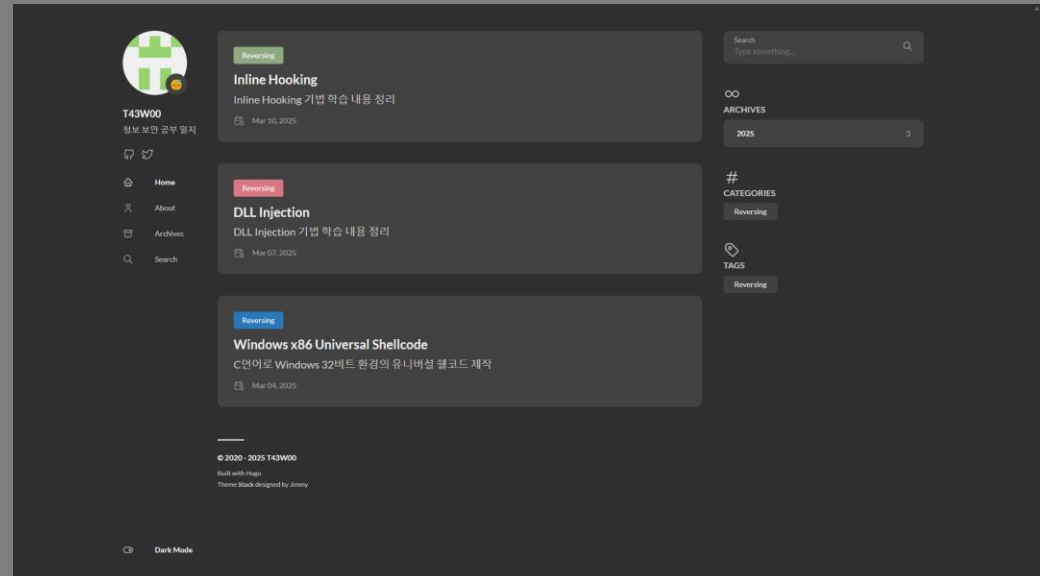 T43W00
정보 보안 공부 일지
Home
About
Archives
Search
Dark Mode
Reversing
Inline Hooking
Inline Hooking 기법 학습 내용 정리
Mar 10, 2025
Reversing
DLL Injection
DLL Injection 기법 학습 내용 정리
Mar 07, 2025
Reversing
Windows x86 Universal Shellcode
C언어로 Windows 32비트 환경의 유니버셜 쉘코드 제작
Mar 04, 2025
© 2020 - 2025 T43W00
Built with Hugo
Theme Stack designed by Jimmy
Search
Type something...
ARCHIVES
2025 3
CATEGORIES
Reversing
TAGS
Reversing